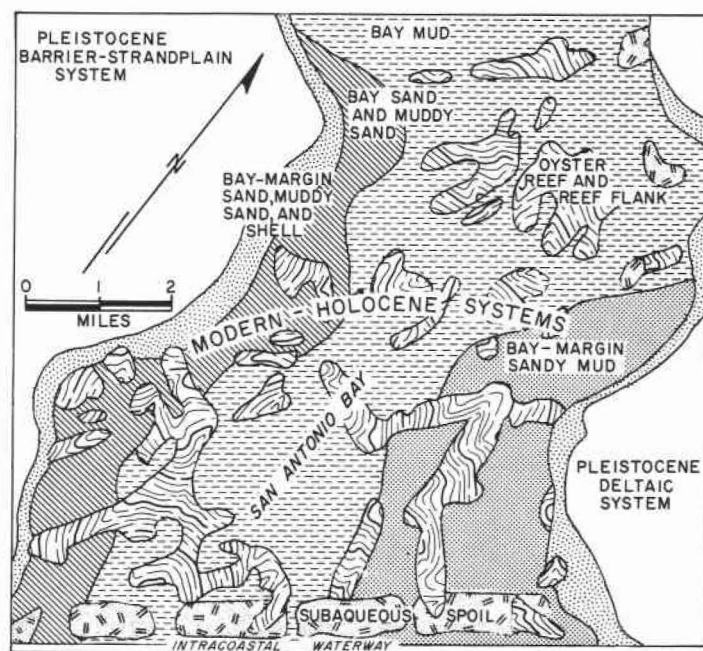 PLEISTOCENE
BARRIER-STRANDPLAIN
SYSTEM
BAY MUD
BAY SAND
AND MUDDY
SAND
N
BAY-MARGIN
SAND, MUDDY
SAND, AND
SHELL
OYSTER
REEF AND
REEF FLANK
0 1 2
MILES
MODERN-HOLOCENE SYSTEMS
BAY-MARGIN
SANDY MUD
SAN ANTONIO BAY
PLEISTOCENE
DELTAIC
SYSTEM
SUBAQUEOUS SPOIL
INTRACOASTAL WATERWAY